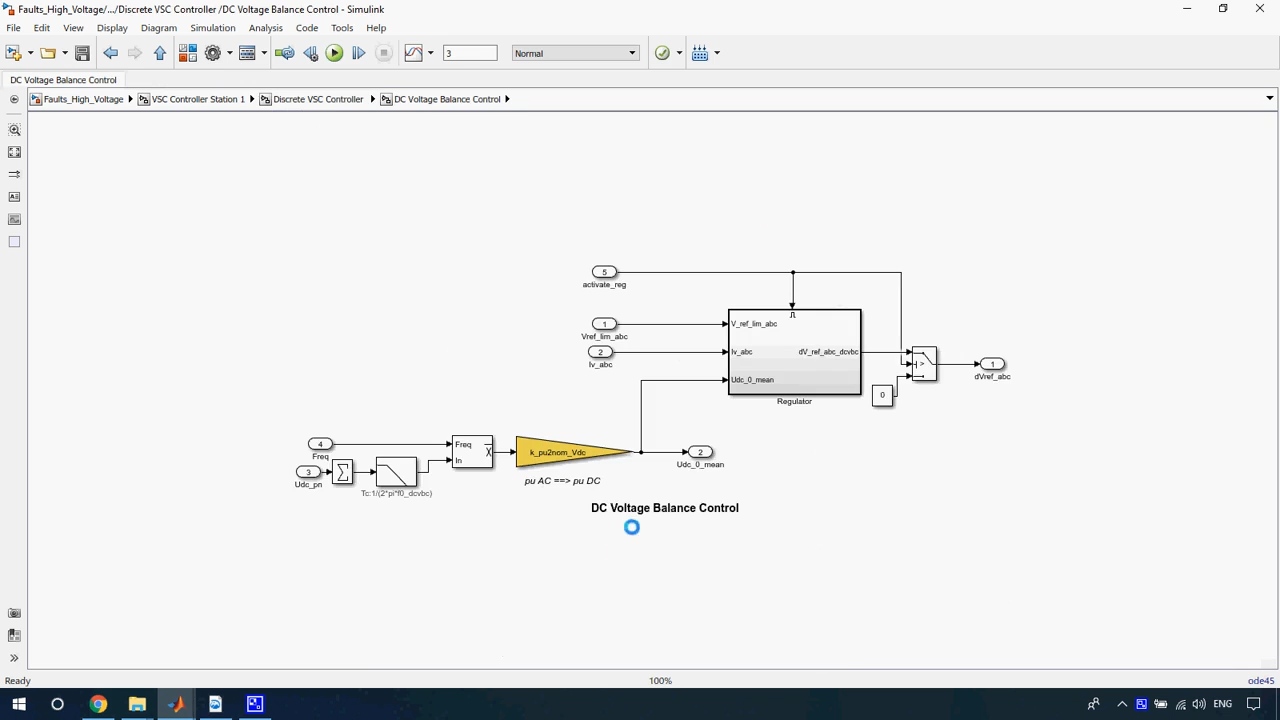 Faults_High_Voltage/.../Discrete VSC Controller /DC Voltage Balance Control - Simulink
File Edit View Display Diagram Simulation Analysis Code Tools Help
3 Normal
DC Voltage Balance Control
Faults_High_Voltage VSC Controller Station 1 Discrete VSC Controller DC Voltage Balance Control
5
activate_reg
1
Vref_lim_abc
2
Iv_abc
V_ref_lim_abc
Iv_abc
dV_ref_abc_dcvbc
Udc_0_mean
Regulator
>
0
1
dVref_abc
4
Freq
3
Udc_pn
Σ
Tc:1/(2*pi*f0_dcvbc)
Freq
In
k_pu2nom_Vdc
pu AC ==> pu DC
2
Udc_0_mean
DC Voltage Balance Control
Ready 100% ode45
ENG